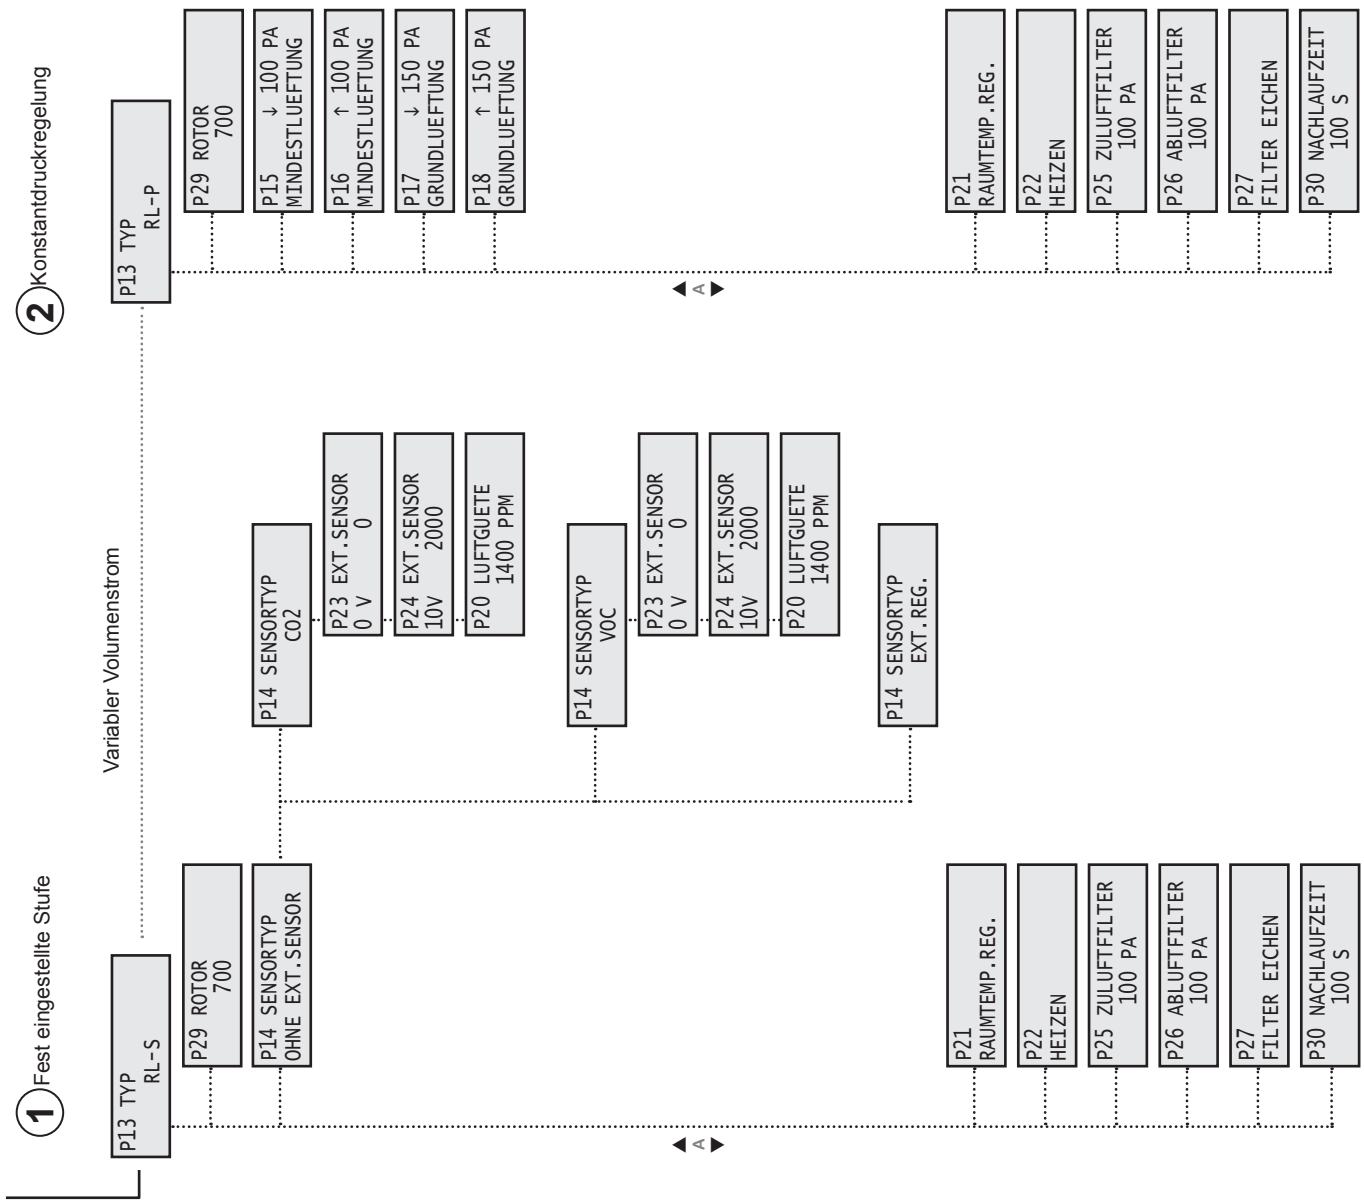 1 Fest eingestellte Stufe
P13 TYP
RL-S
P29 ROTOR
700
P14 SENSORTYP
OHNE EXT.SENSOR
A
P21
RAUMTEMP.REG.
P22
HEIZEN
P25 ZULUFTFILTER
100 PA
P26 ABLUFTFILTER
100 PA
P27
FILTER EICHEN
P30 NACHLAUFZEIT
100 S
Variabler Volumenstrom
P14 SENSORTYP
CO2
P23 EXT.SENSOR
0 V 0
P24 EXT.SENSOR
10V 2000
P20 LUFTGUETE
1400 PPM
P14 SENSORTYP
VOC
P23 EXT.SENSOR
0 V 0
P24 EXT.SENSOR
10V 2000
P20 LUFTGUETE
1400 PPM
P14 SENSORTYP
EXT.REG.
2 Konstantdruckregelung
P13 TYP
RL-P
P29 ROTOR
700
P15 ↓ 100 PA
MINDESTLUEFTUNG
P16 ↑ 100 PA
MINDESTLUEFTUNG
P17 ↓ 150 PA
GRUNDLUEFTUNG
P18 ↑ 150 PA
GRUNDLUEFTUNG
A
P21
RAUMTEMP.REG.
P22
HEIZEN
P25 ZULUFTFILTER
100 PA
P26 ABLUFTFILTER
100 PA
P27
FILTER EICHEN
P30 NACHLAUFZEIT
100 S